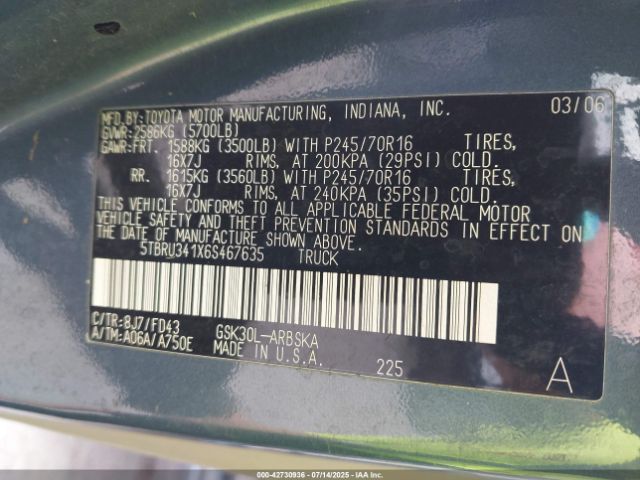 MFD.BY:TOYOTA MOTOR MANUFACTURING, INDIANA, INC. 03/06
GVWR:2586KG (5700LB)
GAWR:FRT. 1588KG (3500LB) WITH P245/70R16 TIRES,
16X7J RIMS, AT 200KPA (29PSI) COLD.
RR. 1615KG (3560LB) WITH P245/70R16 TIRES,
16X7J RIMS, AT 240KPA (35PSI) COLD.
THIS VEHICLE CONFORMS TO ALL APPLICABLE FEDERAL MOTOR
VEHICLE SAFETY AND THEFT PREVENTION STANDARDS IN EFFECT ON
THE DATE OF MANUFACTURE SHOWN ABOVE.
5TBRU341X6S467635 TRUCK
C/TR:8J7/FD43 GSK30L-ARBSKA
A/TM:A06A/A750E MADE IN U.S.A. 225 A
000-42730936 - 07/14/2025 - IAAI.COM